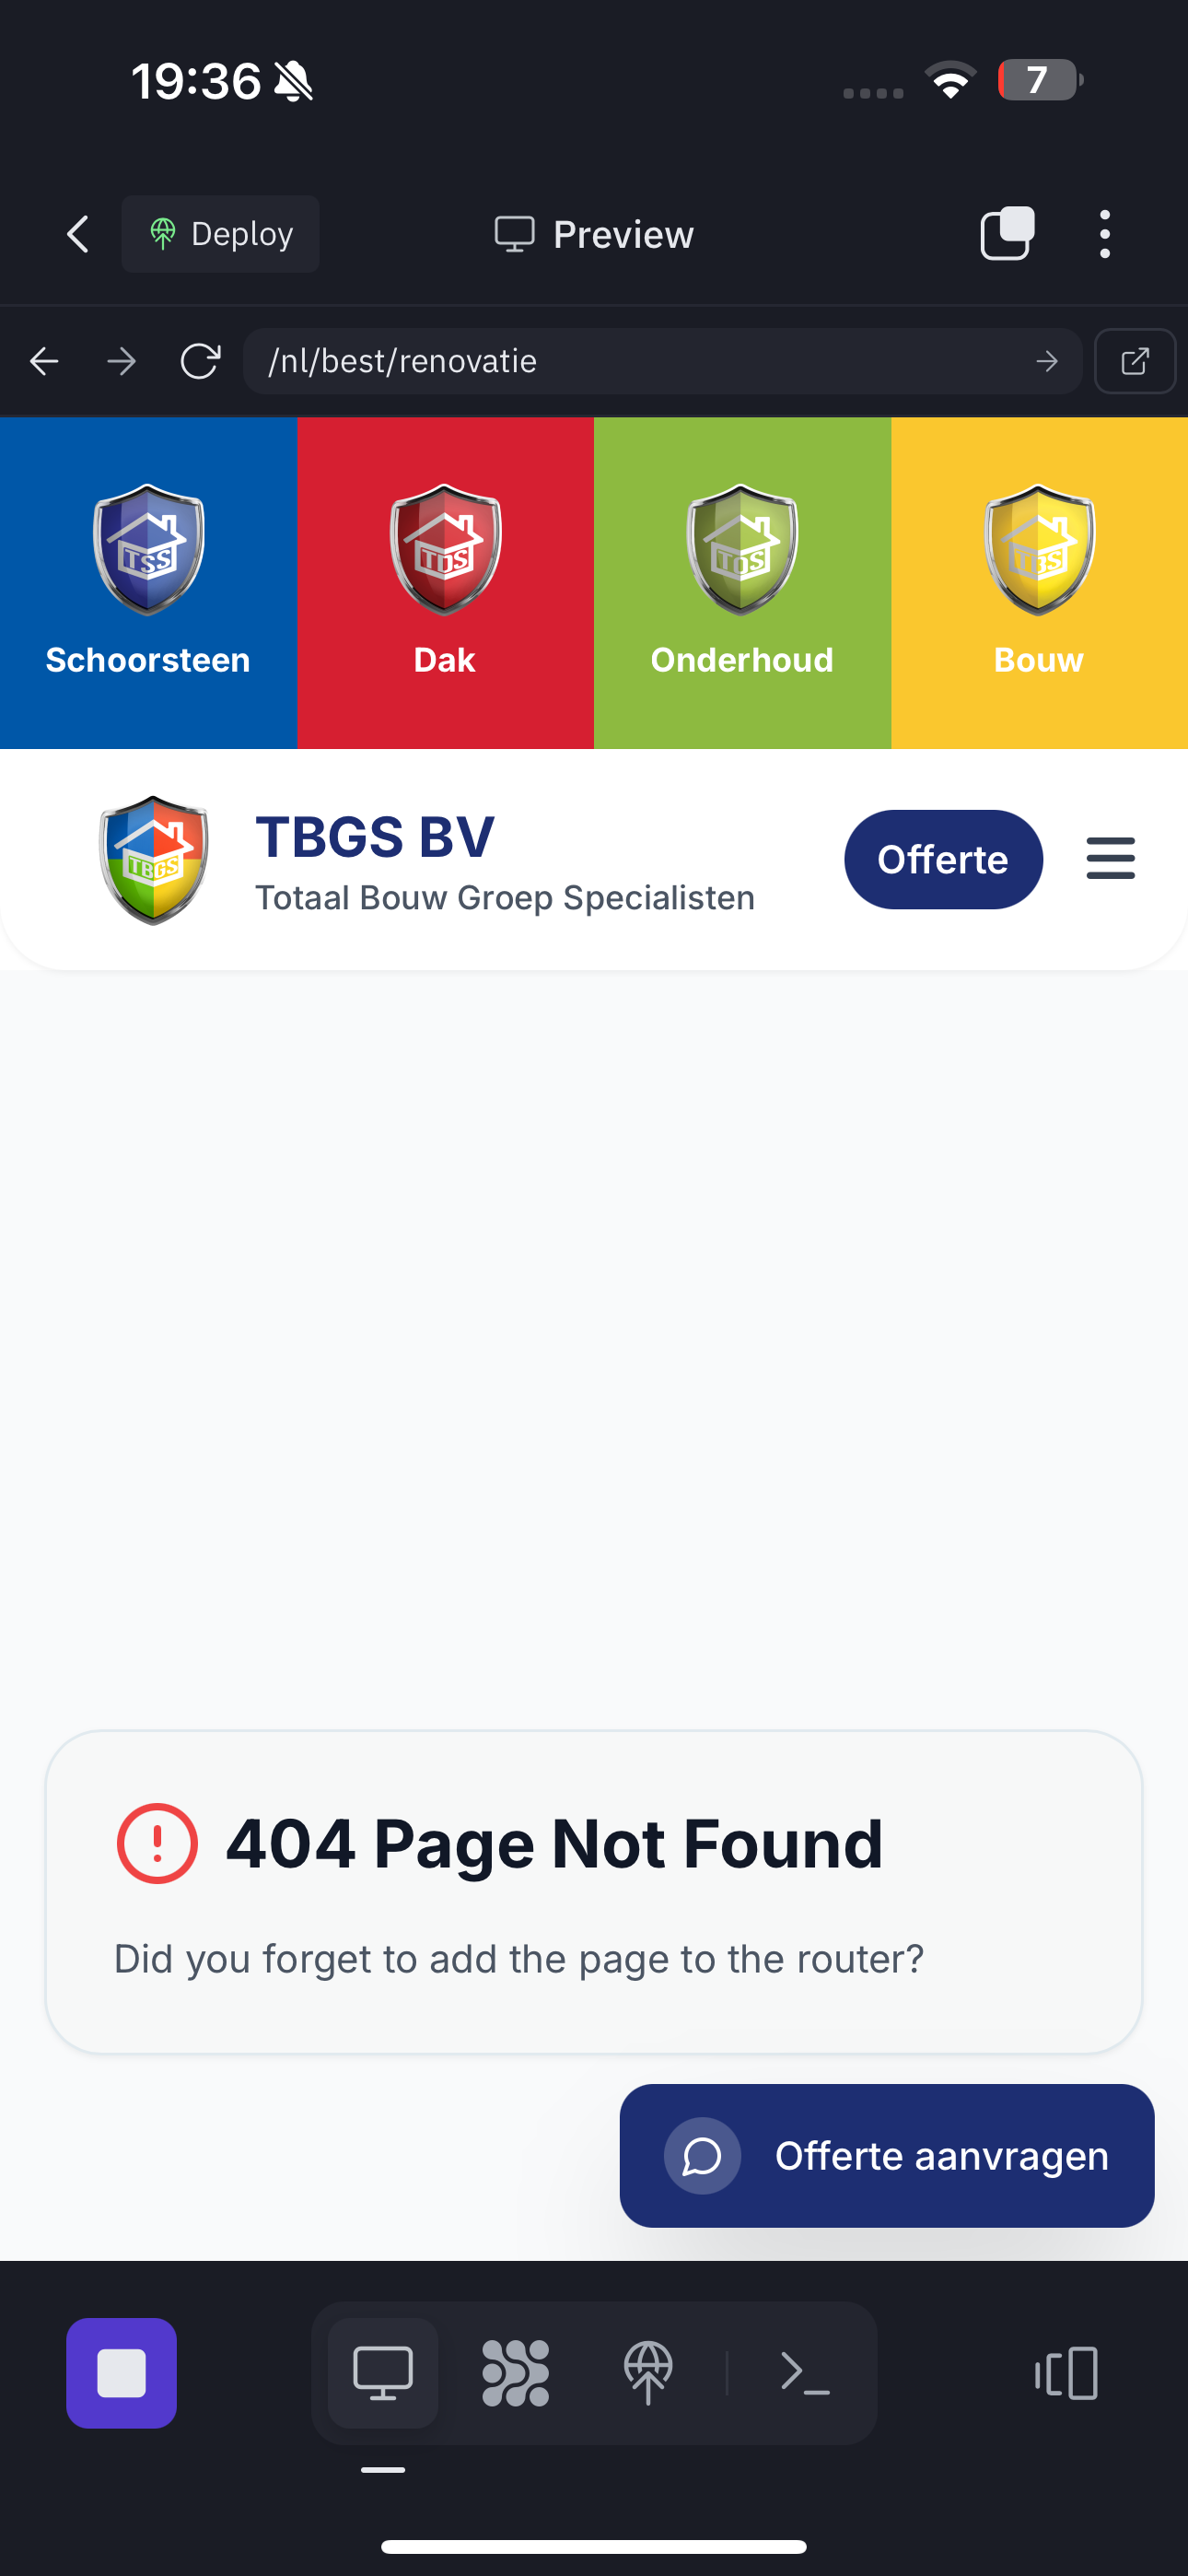 19:36
7
Deploy
Preview
/nl/best/renovatie
TSS
TDS
TOS
TBS
Schoorsteen
Dak
Onderhoud
Bouw
TBGS
TBGS BV
Totaal Bouw Groep Specialisten
Offerte
404 Page Not Found
Did you forget to add the page to the router?
Offerte aanvragen